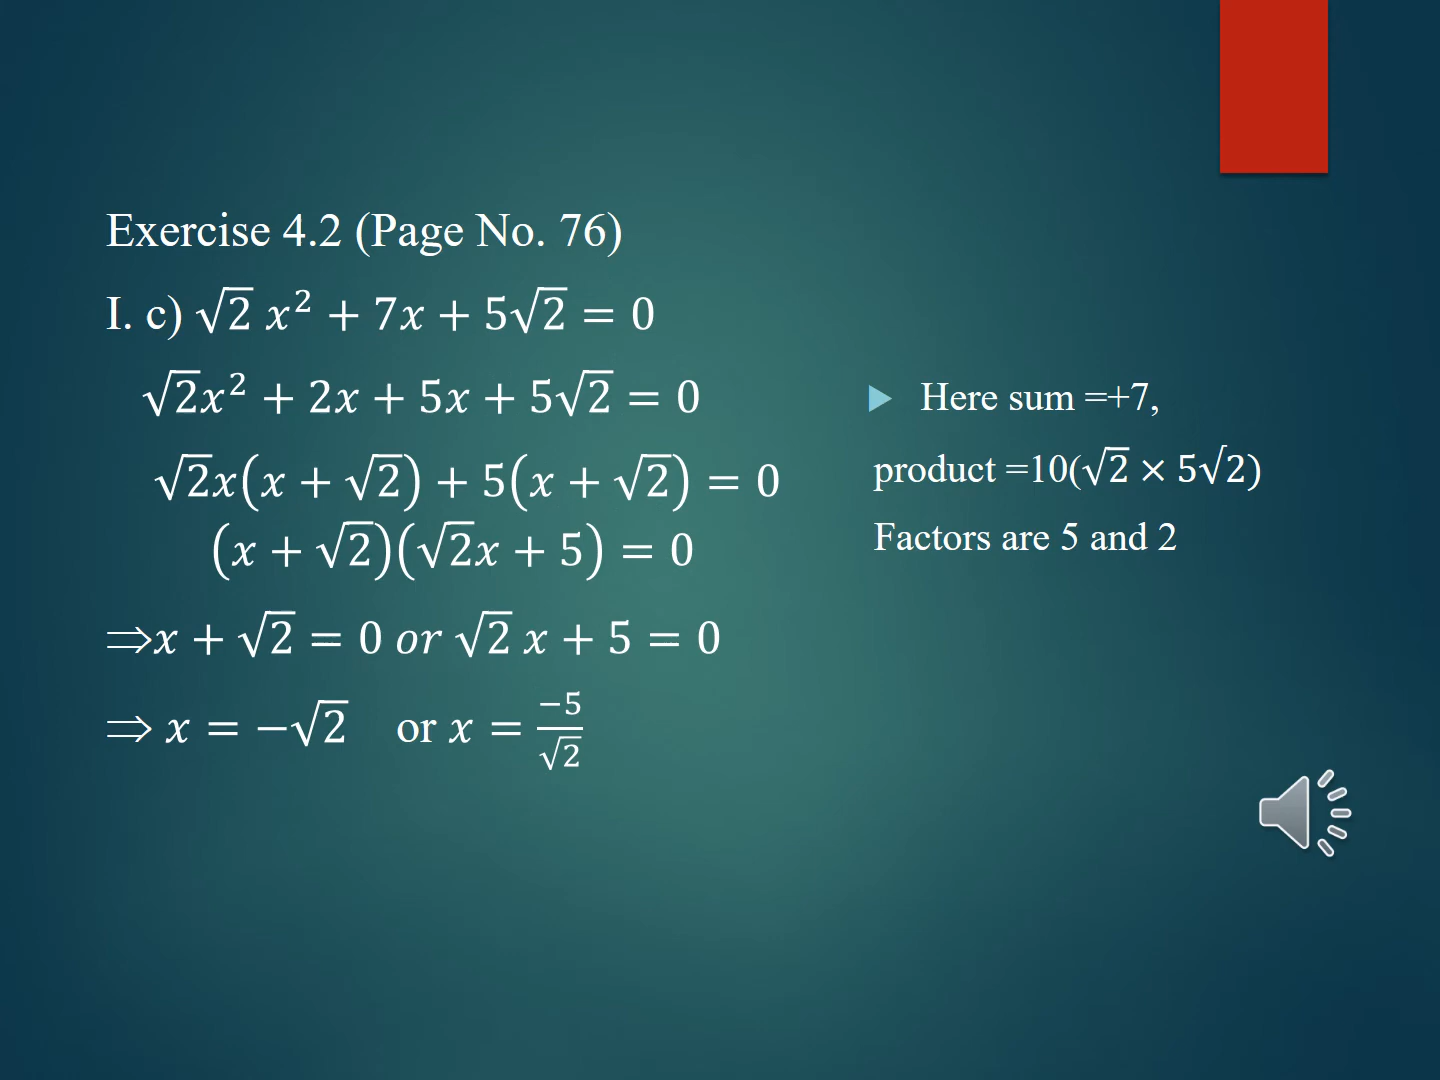 Exercise 4.2 (Page No. 76)
I. c) √2 x² + 7x + 5√2 = 0
√2x² + 2x + 5x + 5√2 = 0
√2x(x + √2) + 5(x + √2) = 0
(x + √2)(√2x + 5) = 0
⇒x + √2 = 0 or √2 x + 5 = 0
⇒ x = −√2 or x = −5/√2
Here sum =+7,
product =10(√2 × 5√2)
Factors are 5 and 2